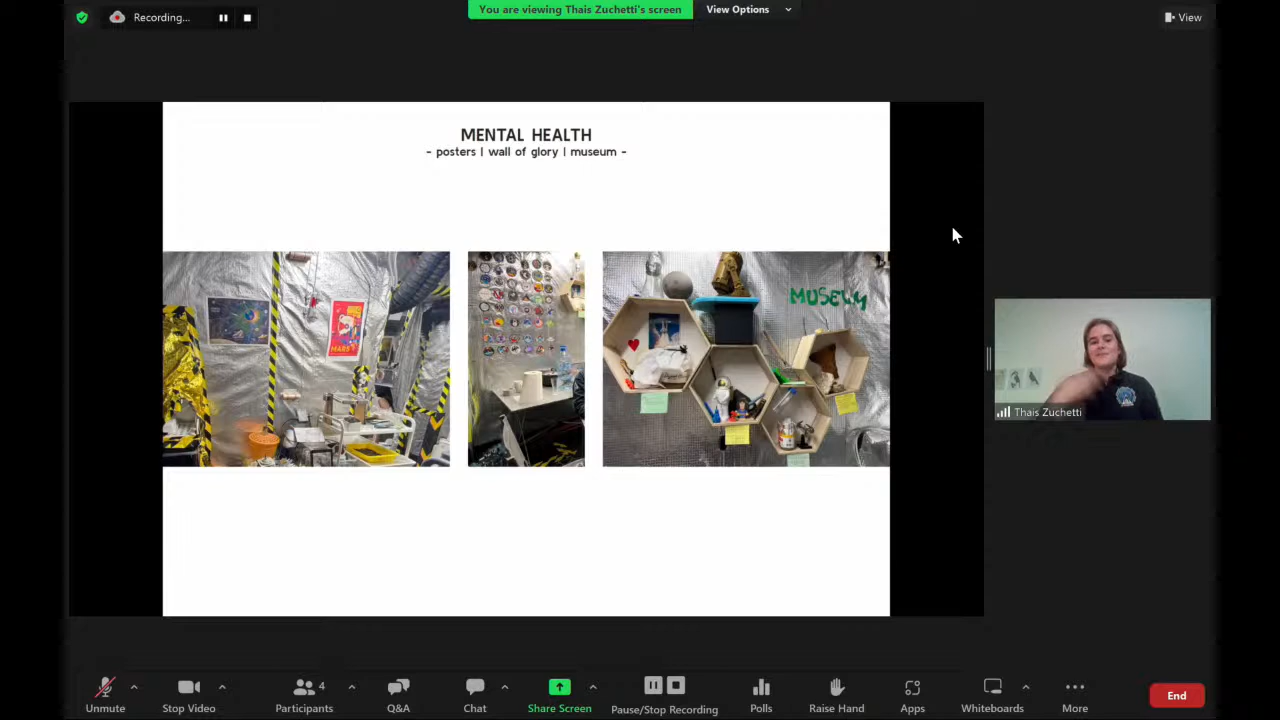 Recording...
You are viewing Thais Zuchetti's screen
View Options
View
MENTAL HEALTH
- posters | wall of glory | museum -
MARS
MUSEUM
Thais Zuchetti
Unmute
Stop Video
4
Participants
Q&A
Chat
Share Screen
Pause/Stop Recording
Polls
Raise Hand
Apps
Whiteboards
More
End